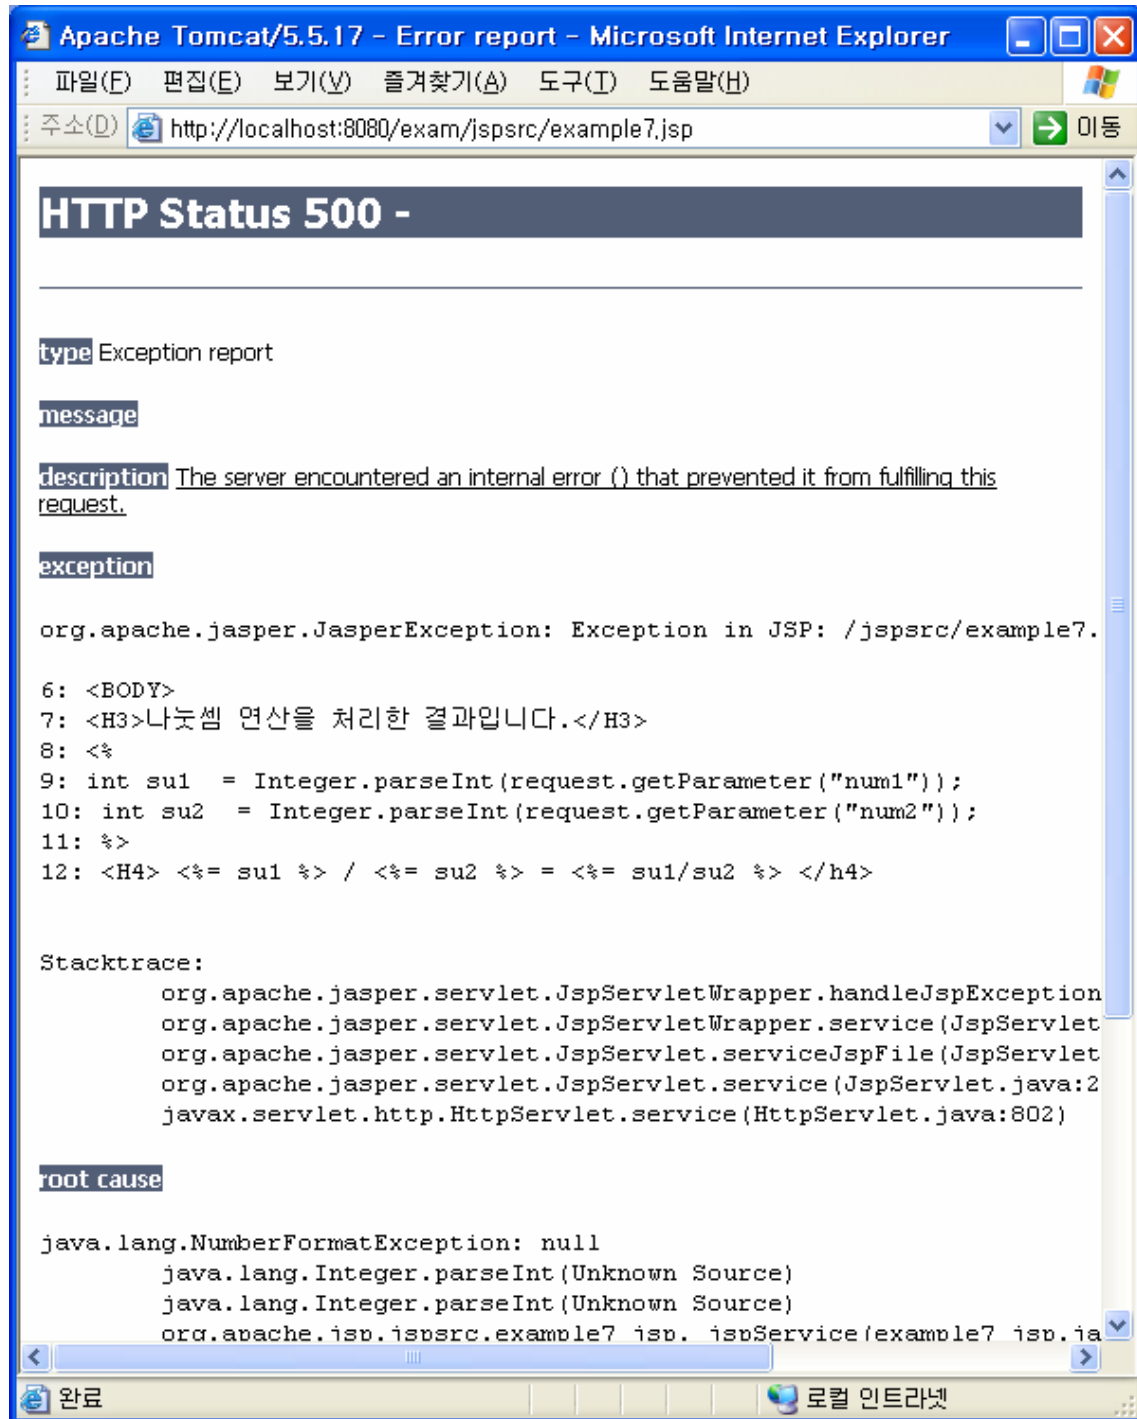 Apache Tomcat/5.5.17 - Error report - Microsoft Internet Explorer
파일(F) 편집(E) 보기(V) 즐겨찾기(A) 도구(T) 도움말(H)
주소(D) http://localhost:8080/exam/jspsrc/example7.jsp 이동
HTTP Status 500 -
type Exception report
message
description The server encountered an internal error () that prevented it from fulfilling this
request.
exception
org.apache.jasper.JasperException: Exception in JSP: /jspsrc/example7.
6: <BODY>
7: <H3>나눗셈 연산을 처리한 결과입니다.</H3>
8: <%
9: int su1  = Integer.parseInt(request.getParameter("num1"));
10: int su2  = Integer.parseInt(request.getParameter("num2"));
11: %>
12: <H4> <%= su1 %> / <%= su2 %> = <%= su1/su2 %> </h4>
Stacktrace:
org.apache.jasper.servlet.JspServletWrapper.handleJspException
org.apache.jasper.servlet.JspServletWrapper.service(JspServlet
org.apache.jasper.servlet.JspServlet.serviceJspFile(JspServlet
org.apache.jasper.servlet.JspServlet.service(JspServlet.java:2
javax.servlet.http.HttpServlet.service(HttpServlet.java:802)
root cause
java.lang.NumberFormatException: null
java.lang.Integer.parseInt(Unknown Source)
java.lang.Integer.parseInt(Unknown Source)
org.apache.jsp.jspsrc.example7_jsp._jspService(example7_jsp.ja
완료 로컬 인트라넷